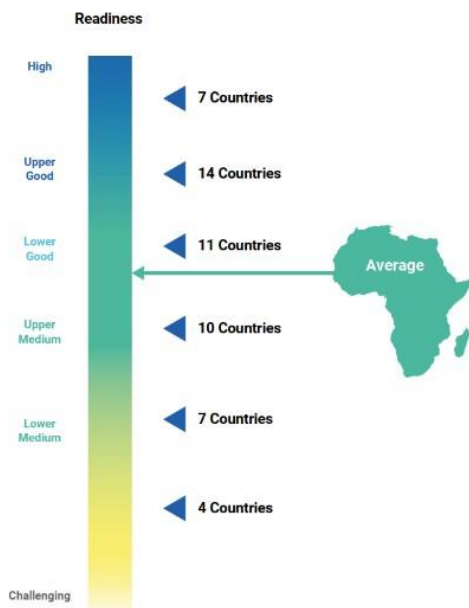 Readiness
High
7 Countries
Upper
Good
14 Countries
Lower
Good
11 Countries
Average
Upper
Medium
10 Countries
Lower
Medium
7 Countries
4 Countries
Challenging